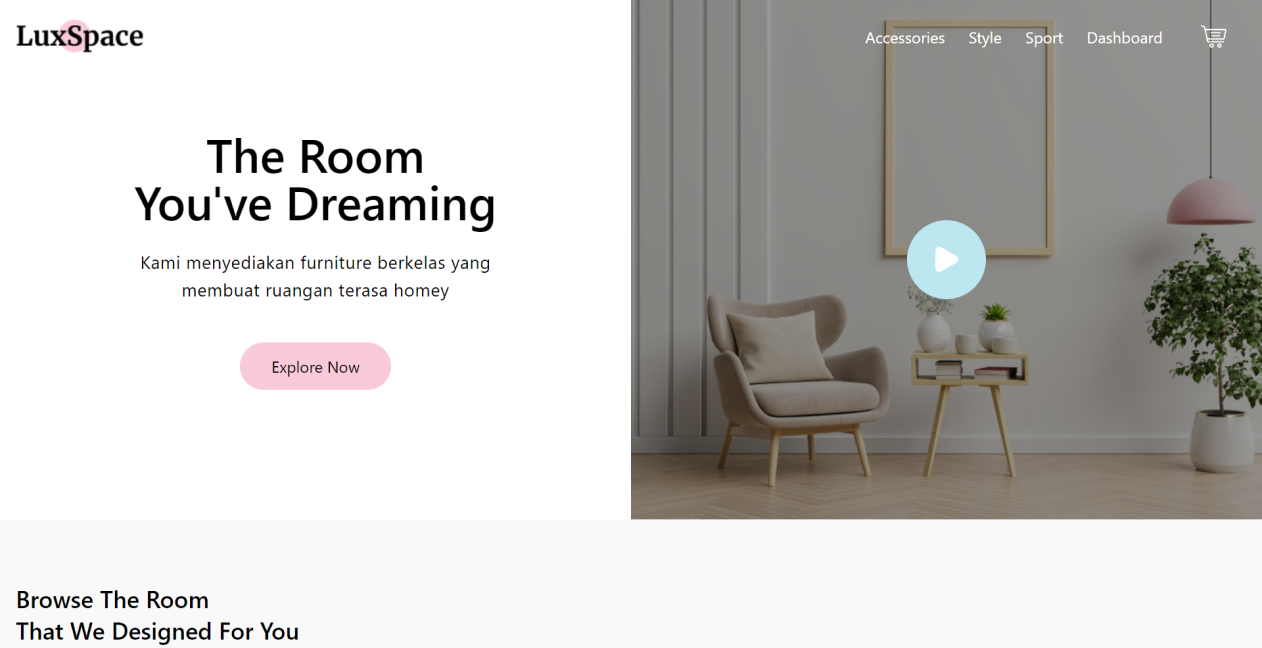 LuxSpace
Accessories Style Sport Dashboard
The Room
You've Dreaming
Kami menyediakan furniture berkelas yang
membuat ruangan terasa homey
Explore Now
Browse The Room
That We Designed For You